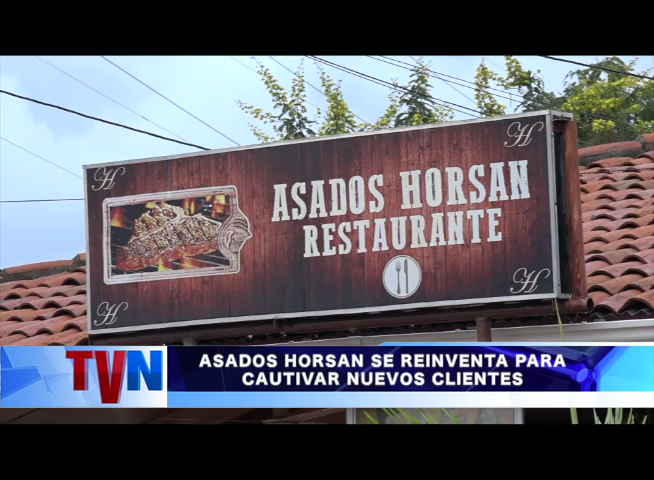 H
H
ASADOS HORSAN
RESTAURANTE
H
H
TVN
ASADOS HORSAN SE REINVENTA PARA
CAUTIVAR NUEVOS CLIENTES